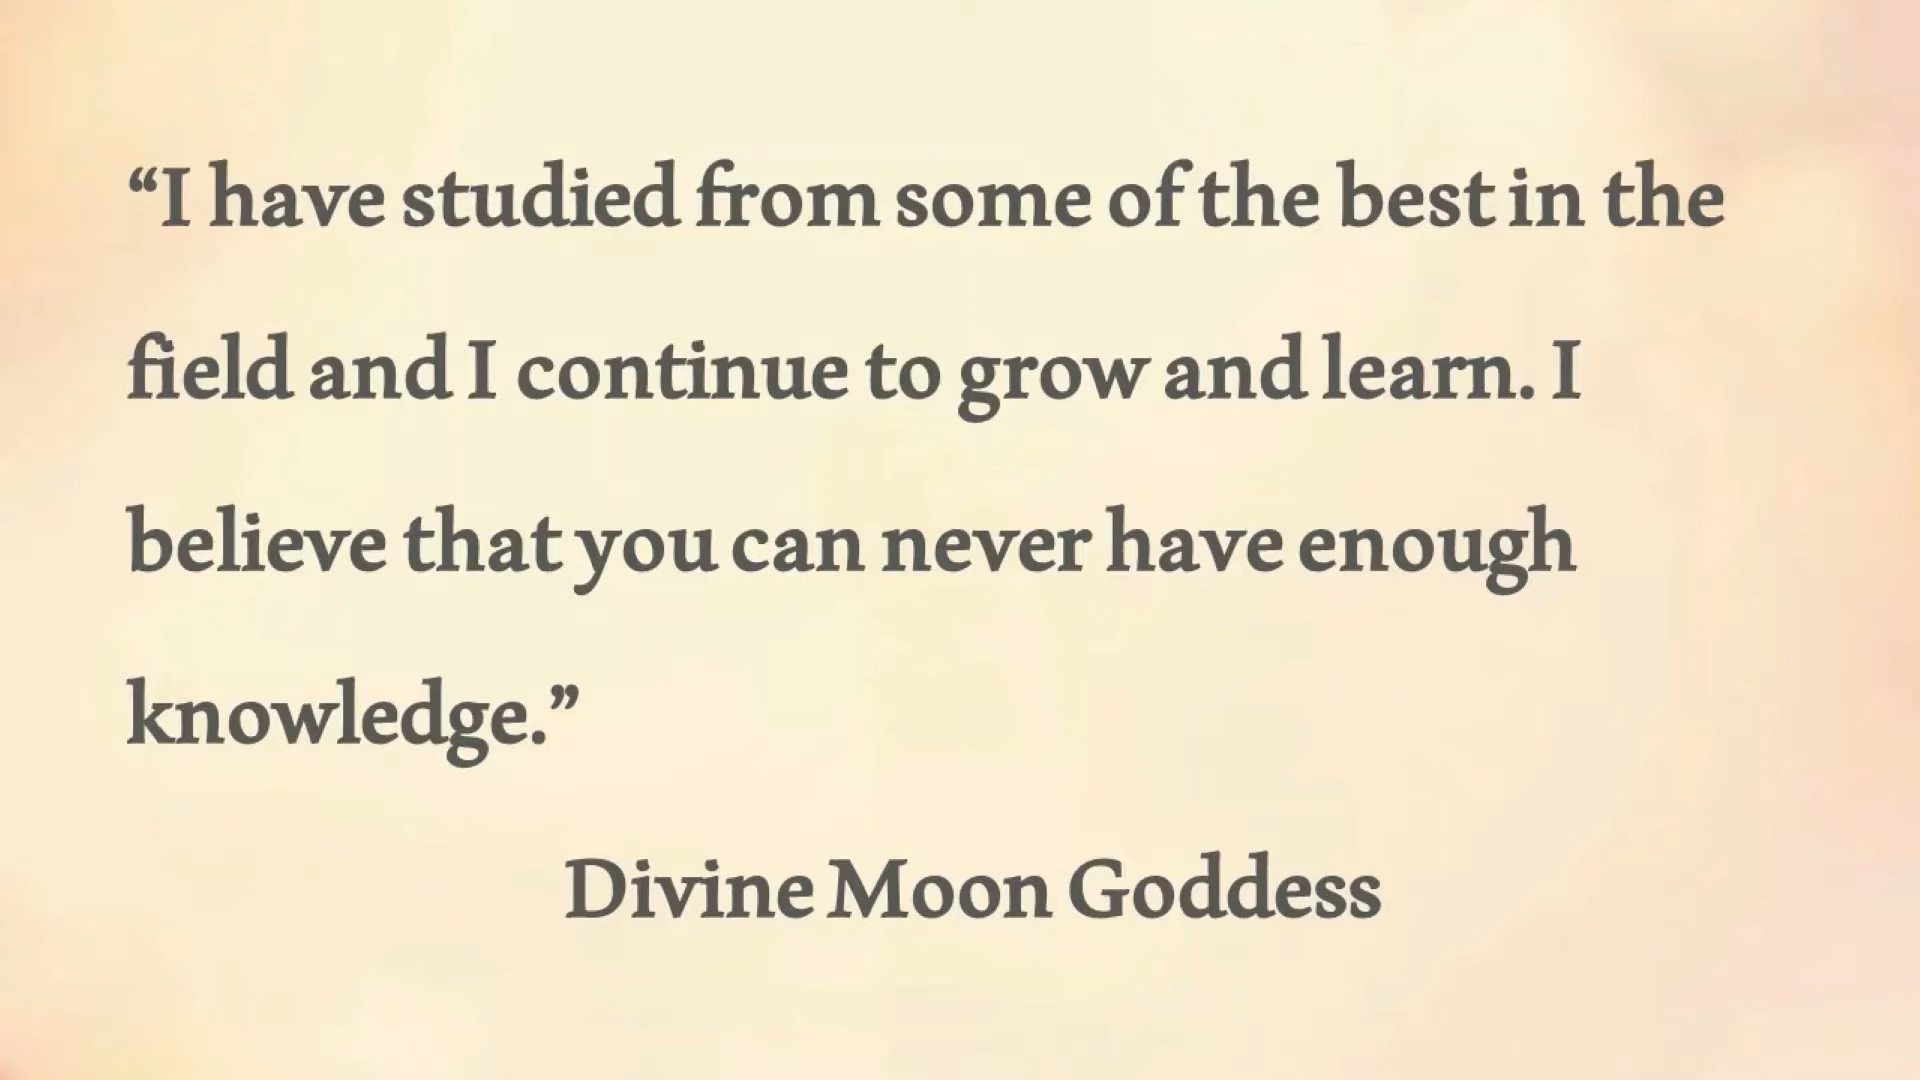 “I have studied from some of the best in the
field and I continue to grow and learn. I
believe that you can never have enough
knowledge.”
Divine Moon Goddess